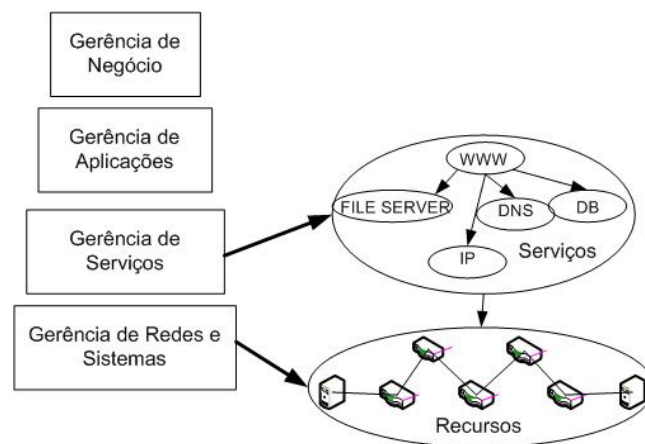 Gerência de
Negócio
Gerência de
Aplicações
Gerência de
Serviços
Gerência de Redes e
Sistemas
WWW
FILE SERVER
DNS
DB
IP
Serviços
Recursos